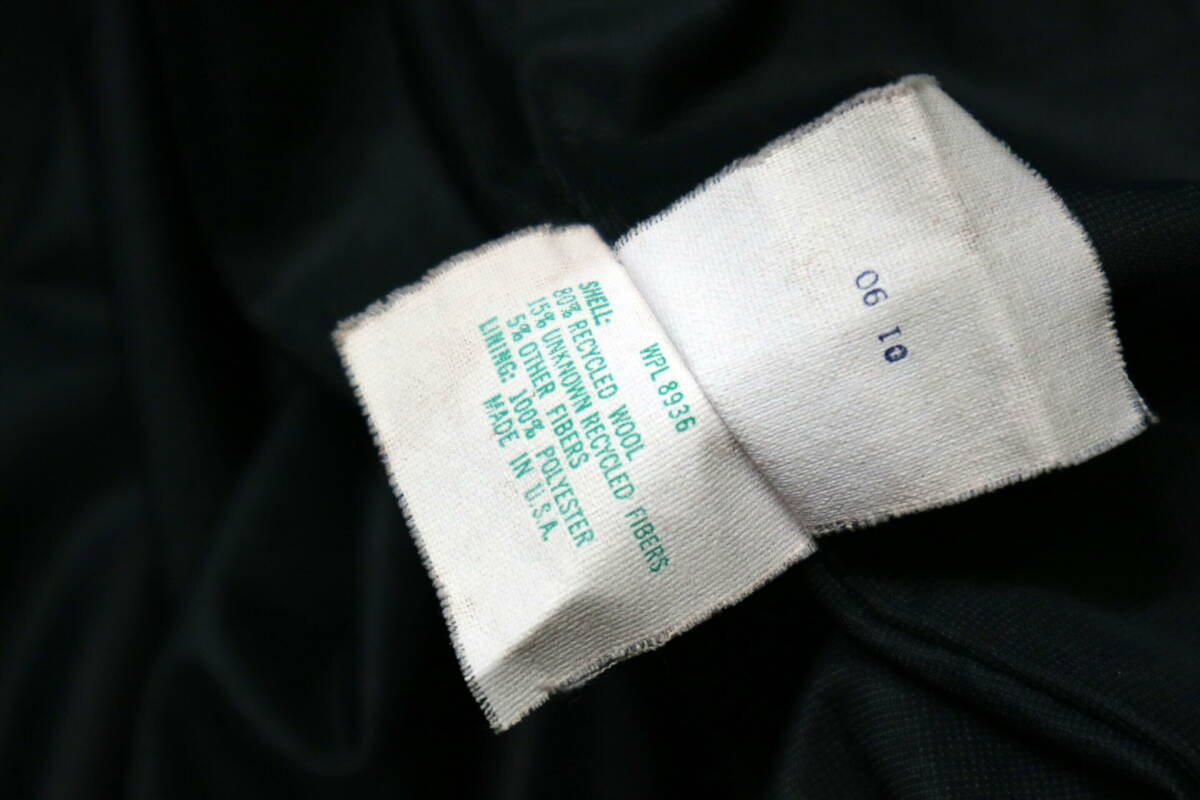 WPL 8936
SHELL:
80% RECYCLED WOOL
15% UNKNOWN RECYCLED FIBERS
5% OTHER FIBERS
LINING: 100% POLYESTER
MADE IN U.S.A.
06 10